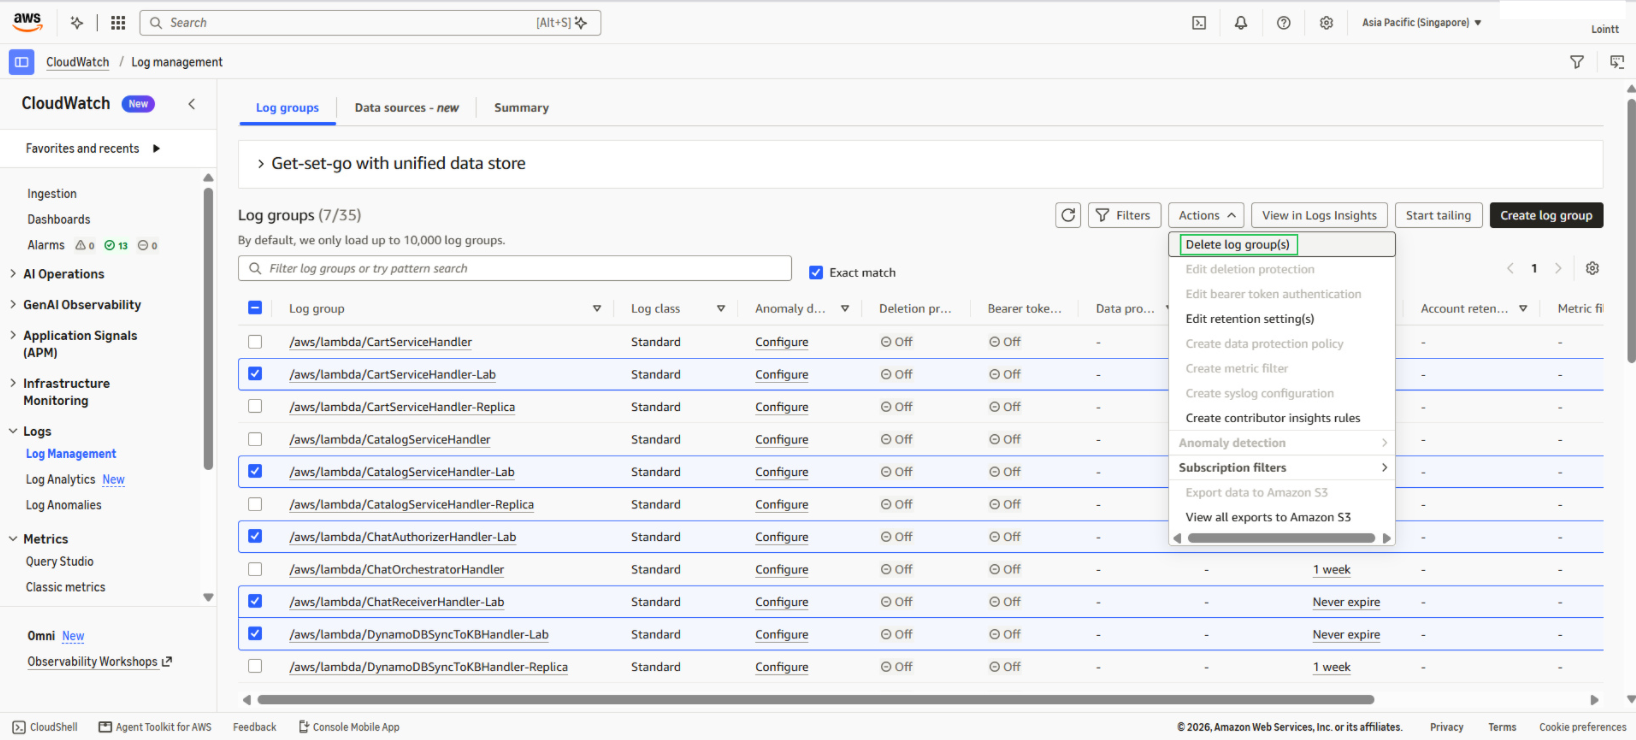 aws
Search [Alt+S]
Asia Pacific (Singapore)
Lointt
CloudWatch / Log management
CloudWatch New
Favorites and recents
Ingestion
Dashboards
Alarms 0 13 0
AI Operations
GenAI Observability
Application Signals
(APM)
Infrastructure
Monitoring
Logs
Log Management
Log Analytics New
Log Anomalies
Metrics
Query Studio
Classic metrics
Omni New
Observability Workshops
Log groups Data sources - new Summary
Get-set-go with unified data store
Log groups (7/35)
Filters Actions View in Logs Insights Start tailing Create log group
By default, we only load up to 10,000 log groups.
Filter log groups or try pattern search
Exact match
1
Delete log group(s)
Edit deletion protection
Edit bearer token authentication
Edit retention setting(s)
Create data protection policy
Create metric filter
Create syslog configuration
Create contributor insights rules
Anomaly detection
Subscription filters
Export data to Amazon S3
View all exports to Amazon S3
Log group Log class Anomaly d... Deletion pr... Bearer toke... Data pro... Account reten... Metric fi
/aws/lambda/CartServiceHandler Standard Configure Off Off - - -
/aws/lambda/CartServiceHandler-Lab Standard Configure Off Off - - -
/aws/lambda/CartServiceHandler-Replica Standard Configure Off Off - - -
/aws/lambda/CatalogServiceHandler Standard Configure Off Off - - -
/aws/lambda/CatalogServiceHandler-Lab Standard Configure Off Off - - -
/aws/lambda/CatalogServiceHandler-Replica Standard Configure Off Off - - -
/aws/lambda/ChatAuthorizerHandler-Lab Standard Configure Off Off - - -
/aws/lambda/ChatOrchestratorHandler Standard Configure Off Off - - 1 week - -
/aws/lambda/ChatReceiverHandler-Lab Standard Configure Off Off - - Never expire - -
/aws/lambda/DynamoDBSyncToKBHandler-Lab Standard Configure Off Off - - Never expire - -
/aws/lambda/DynamoDBSyncToKBHandler-Replica Standard Configure Off Off - - 1 week - -
CloudShell Agent Toolkit for AWS Feedback Console Mobile App © 2026, Amazon Web Services, Inc. or its affiliates. Privacy Terms Cookie preferences